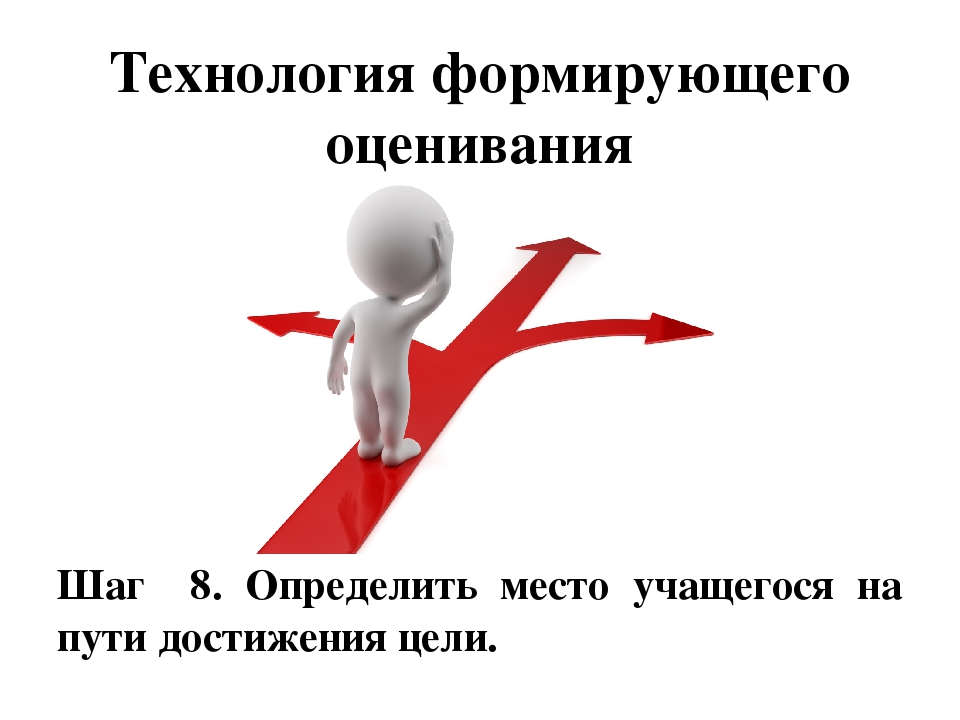 Технология формирующего
оценивания
Шаг 8. Определить место учащегося на
пути достижения цели.